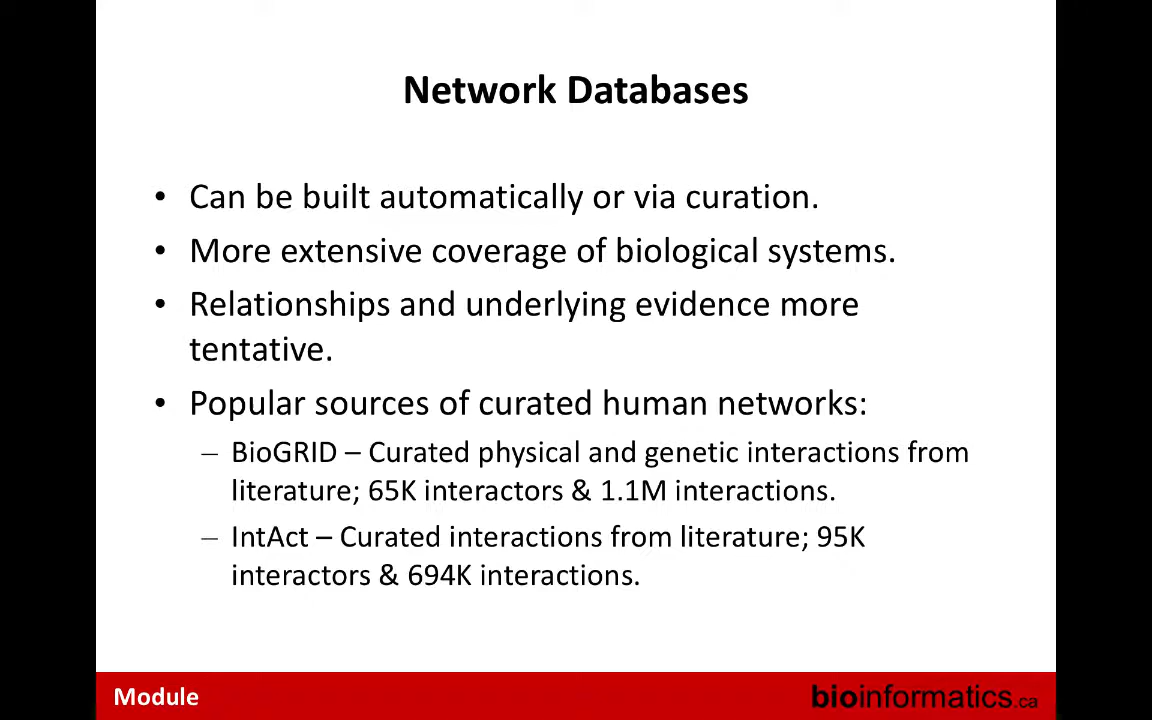 Network Databases
• Can be built automatically or via curation.
• More extensive coverage of biological systems.
• Relationships and underlying evidence more
tentative.
• Popular sources of curated human networks:
– BioGRID – Curated physical and genetic interactions from
literature; 65K interactors & 1.1M interactions.
– IntAct – Curated interactions from literature; 95K
interactors & 694K interactions.
Module
bioinformatics.ca